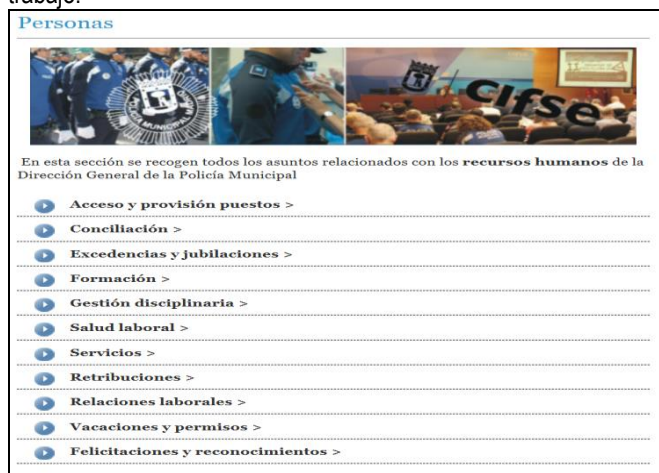 trabajo.
Personas
POLICÍA MUNICIPAL
Cifse
En esta sección se recogen todos los asuntos relacionados con los recursos humanos de la
Dirección General de la Policía Municipal
Acceso y provisión puestos >
Conciliación >
Excedencias y jubilaciones >
Formación >
Gestión disciplinaria >
Salud laboral >
Servicios >
Retribuciones >
Relaciones laborales >
Vacaciones y permisos >
Felicitaciones y reconocimientos >